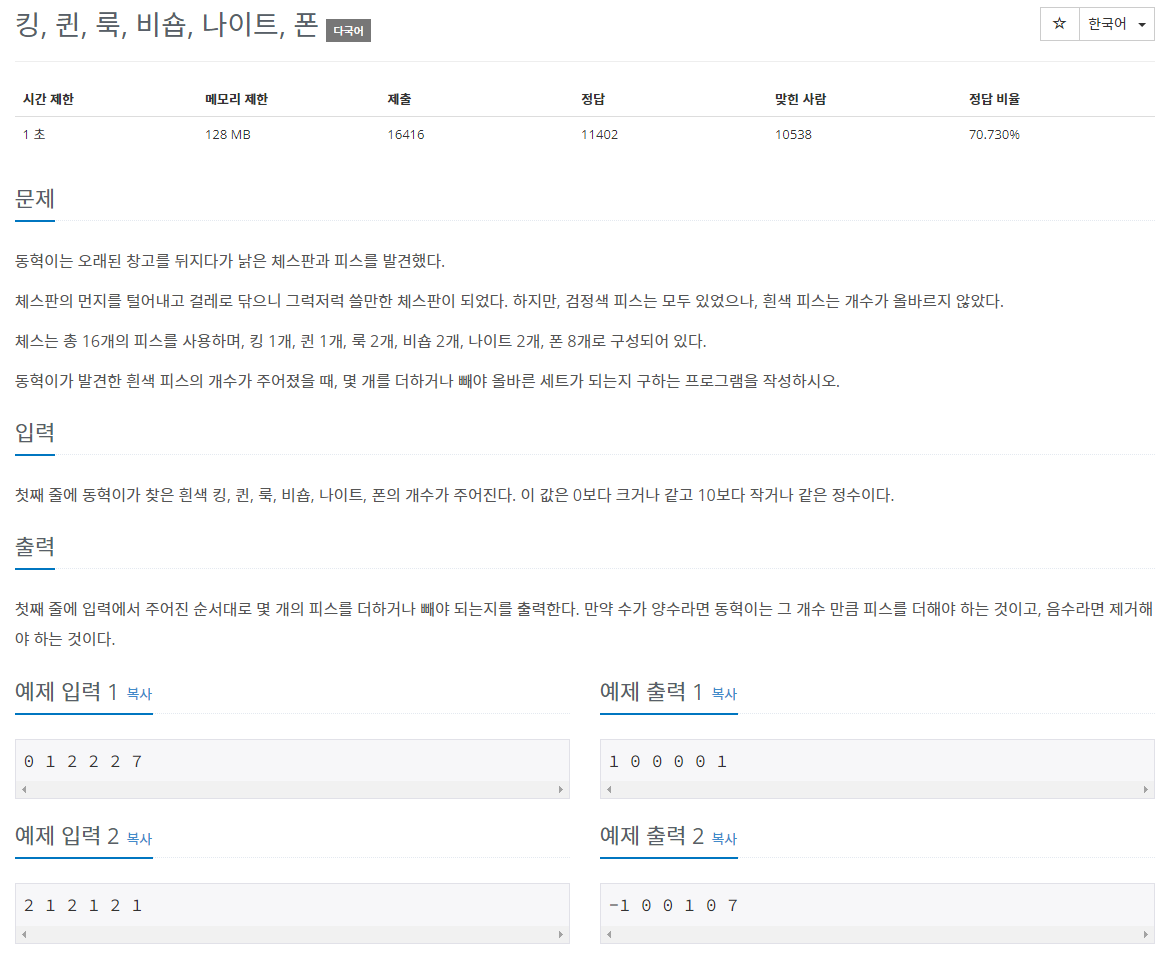 킹, 퀸, 룩, 비숍, 나이트, 폰 다국어
☆ 한국어
시간 제한 메모리 제한 제출 정답 맞힌 사람 정답 비율
1 초 128 MB 16416 11402 10538 70.730%
문제
동혁이는 오래된 창고를 뒤지다가 낡은 체스판과 피스를 발견했다.
체스판의 먼지를 털어내고 걸레로 닦으니 그럭저럭 쓸만한 체스판이 되었다. 하지만, 검정색 피스는 모두 있었으나, 흰색 피스는 개수가 올바르지 않았다.
체스는 총 16개의 피스를 사용하며, 킹 1개, 퀸 1개, 룩 2개, 비숍 2개, 나이트 2개, 폰 8개로 구성되어 있다.
동혁이가 발견한 흰색 피스의 개수가 주어졌을 때, 몇 개를 더하거나 빼야 올바른 세트가 되는지 구하는 프로그램을 작성하시오.
입력
첫째 줄에 동혁이가 찾은 흰색 킹, 퀸, 룩, 비숍, 나이트, 폰의 개수가 주어진다. 이 값은 0보다 크거나 같고 10보다 작거나 같은 정수이다.
출력
첫째 줄에 입력에서 주어진 순서대로 몇 개의 피스를 더하거나 빼야 되는지를 출력한다. 만약 수가 양수라면 동혁이는 그 개수 만큼 피스를 더해야 하는 것이고, 음수라면 제거해
야 하는 것이다.
예제 입력 1 복사
0 1 2 2 2 7
예제 출력 1 복사
1 0 0 0 0 1
예제 입력 2 복사
2 1 2 1 2 1
예제 출력 2 복사
-1 0 0 1 0 7